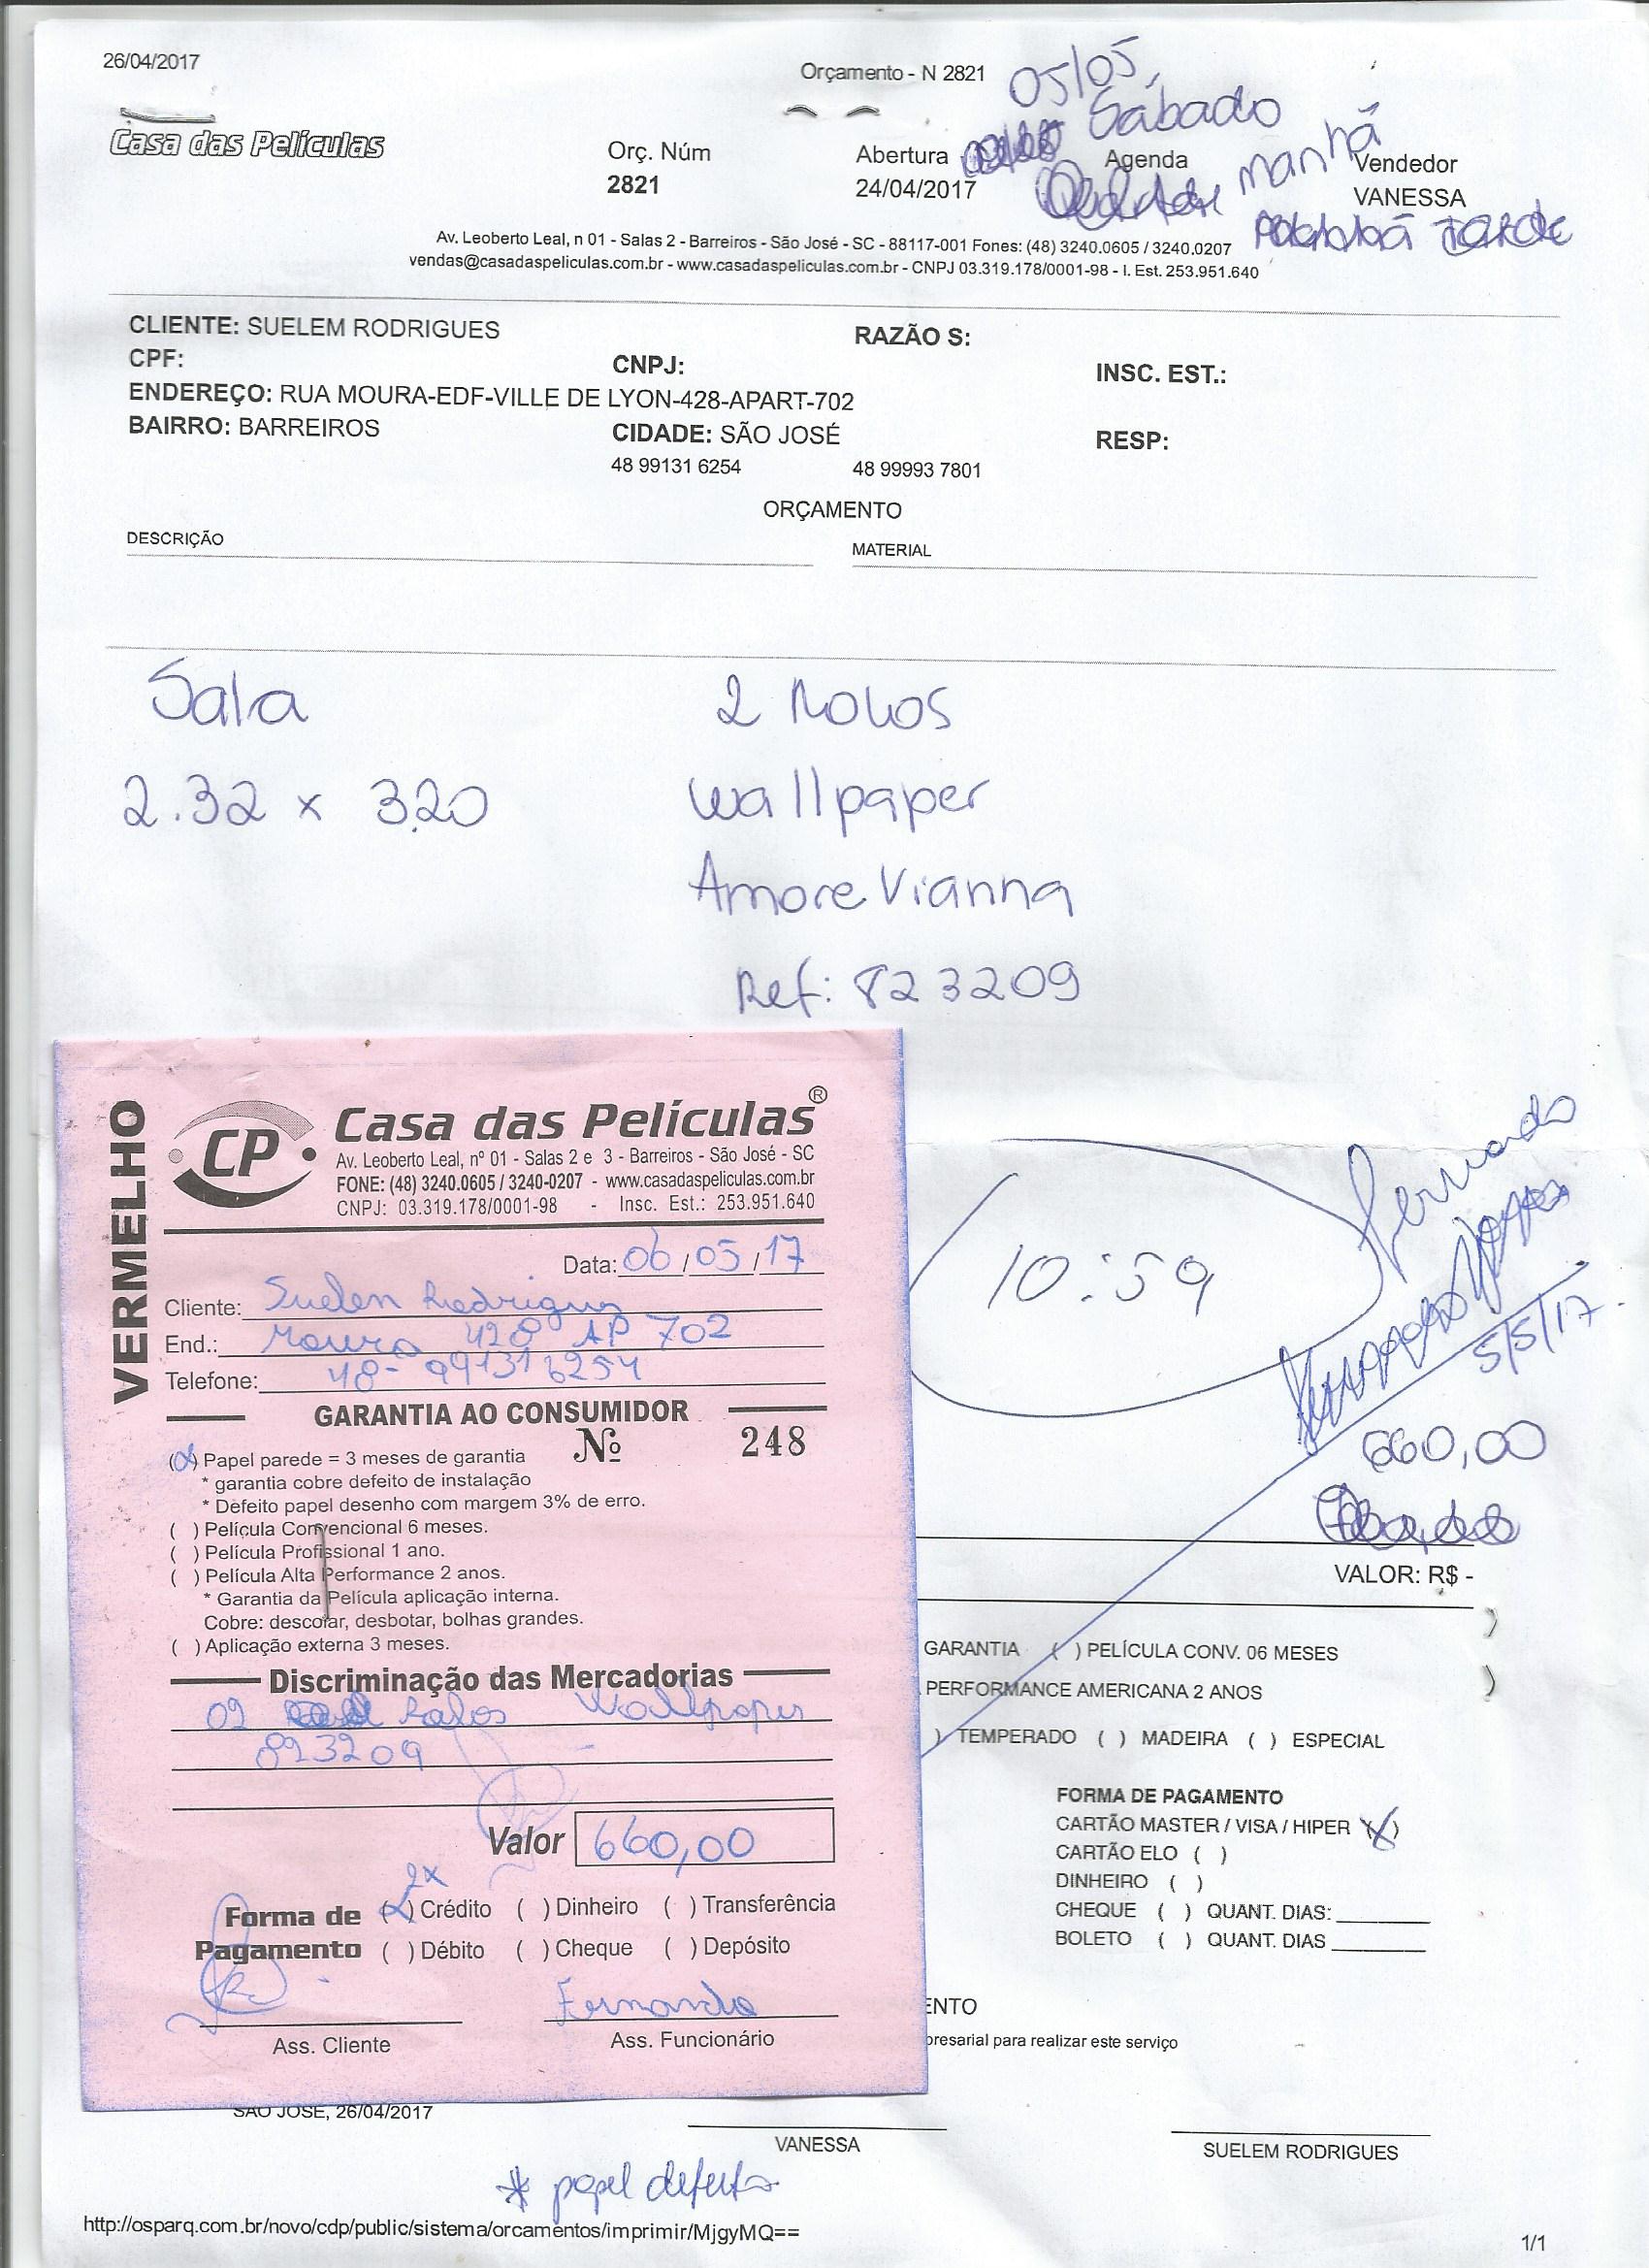 26/04/2017
Orçamento - N 2821
05/05
Sábado
manhã
Tarde
Casa das Películas
Orç. Núm
2821
Abertura
24/04/2017
Agenda
Vendedor
VANESSA
Av. Leoberto Leal, n 01 - Salas 2 - Barreiros - São José - SC - 88117-001 Fones: (48) 3240.0605 / 3240.0207
vendas@casadaspeliculas.com.br - www.casadaspeliculas.com.br - CNPJ 03.319.178/0001-98 - I. Est. 253.951.640
CLIENTE: SUELEM RODRIGUES
RAZÃO S:
CPF:
CNPJ:
INSC. EST.:
ENDEREÇO: RUA MOURA-EDF-VILLE DE LYON-428-APART-702
BAIRRO: BARREIROS
CIDADE: SÃO JOSÉ
RESP:
48 99131 6254
48 99993 7801
ORÇAMENTO
DESCRIÇÃO
MATERIAL
Sala
2 Rolos
2.32 x 3.20
wallpaper
Amore Vianna
Ref: 823209
VERMELHO
CP
Casa das Películas®
Av. Leoberto Leal, nº 01 - Salas 2 e 3 - Barreiros - São José - SC
FONE: (48) 3240.0605 / 3240-0207 - www.casadaspeliculas.com.br
CNPJ: 03.319.178/0001-98 - Insc. Est.: 253.951.640
Data: 06/05/17
Cliente: Suelen Rodrigues
End.: Moura 428 AP 702
Telefone: 48- 991316254
GARANTIA AO CONSUMIDOR
Nº 248
(x) Papel parede = 3 meses de garantia
* garantia cobre defeito de instalação
* Defeito papel desenho com margem 3% de erro.
( ) Película Convencional 6 meses.
( ) Película Profissional 1 ano.
( ) Película Alta Performance 2 anos.
* Garantia da Película aplicação interna.
Cobre: descolar, desbotar, bolhas grandes.
( ) Aplicação externa 3 meses.
Discriminação das Mercadorias
02 Rolos Wallpaper
823209
Valor 660,00
2x
Forma de (x) Crédito ( ) Dinheiro ( ) Transferência
Pagamento ( ) Débito ( ) Cheque ( ) Depósito
Fernando
Ass. Cliente
Ass. Funcionário
10:59
Fernando
5/5/17.
660,00
VALOR: R$ -
GARANTIA ( ) PELÍCULA CONV. 06 MESES
PERFORMANCE AMERICANA 2 ANOS
) TEMPERADO ( ) MADEIRA ( ) ESPECIAL
FORMA DE PAGAMENTO
CARTÃO MASTER / VISA / HIPER (X)
CARTÃO ELO ( )
DINHEIRO ( )
CHEQUE ( ) QUANT. DIAS:
BOLETO ( ) QUANT. DIAS
ENTO
presarial para realizar este serviço
SAO JOSE, 26/04/2017
VANESSA
SUELEM RODRIGUES
* papel defeito
http://osparq.com.br/novo/cdp/public/sistema/orcamentos/imprimir/MjgyMQ==
1/1